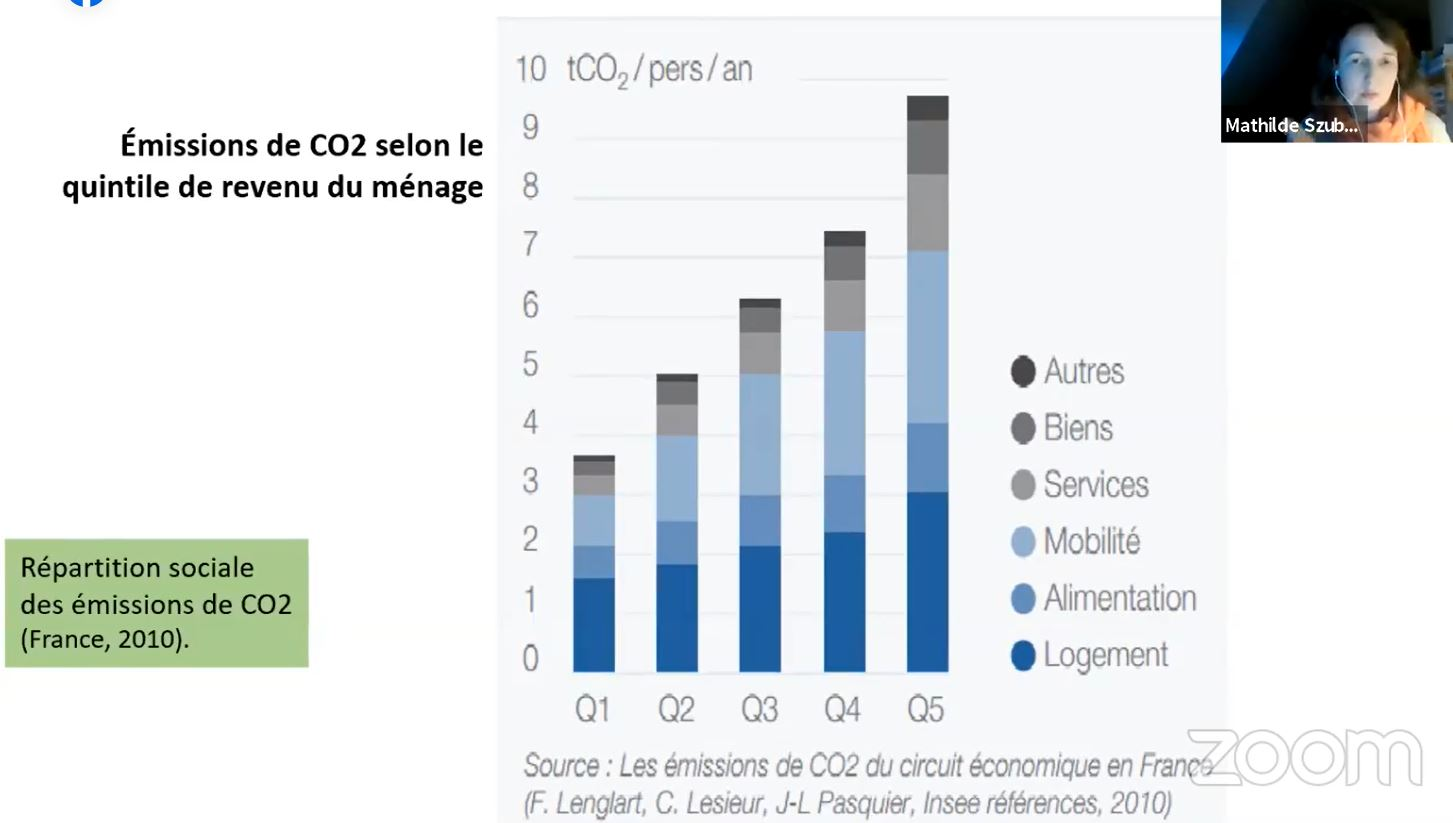 Mathilde Szub...
Émissions de CO2 selon le
quintile de revenu du ménage
10 tCO₂/pers/an
9
8
7
6
5
4
3
2
1
0
Q1 Q2 Q3 Q4 Q5
Autres
Biens
Services
Mobilité
Alimentation
Logement
Répartition sociale
des émissions de CO2
(France, 2010).
Source : Les émissions de CO2 du circuit économique en France
(F. Lenglart, C. Lesieur, J-L Pasquier, Insee références, 2010)
zoom